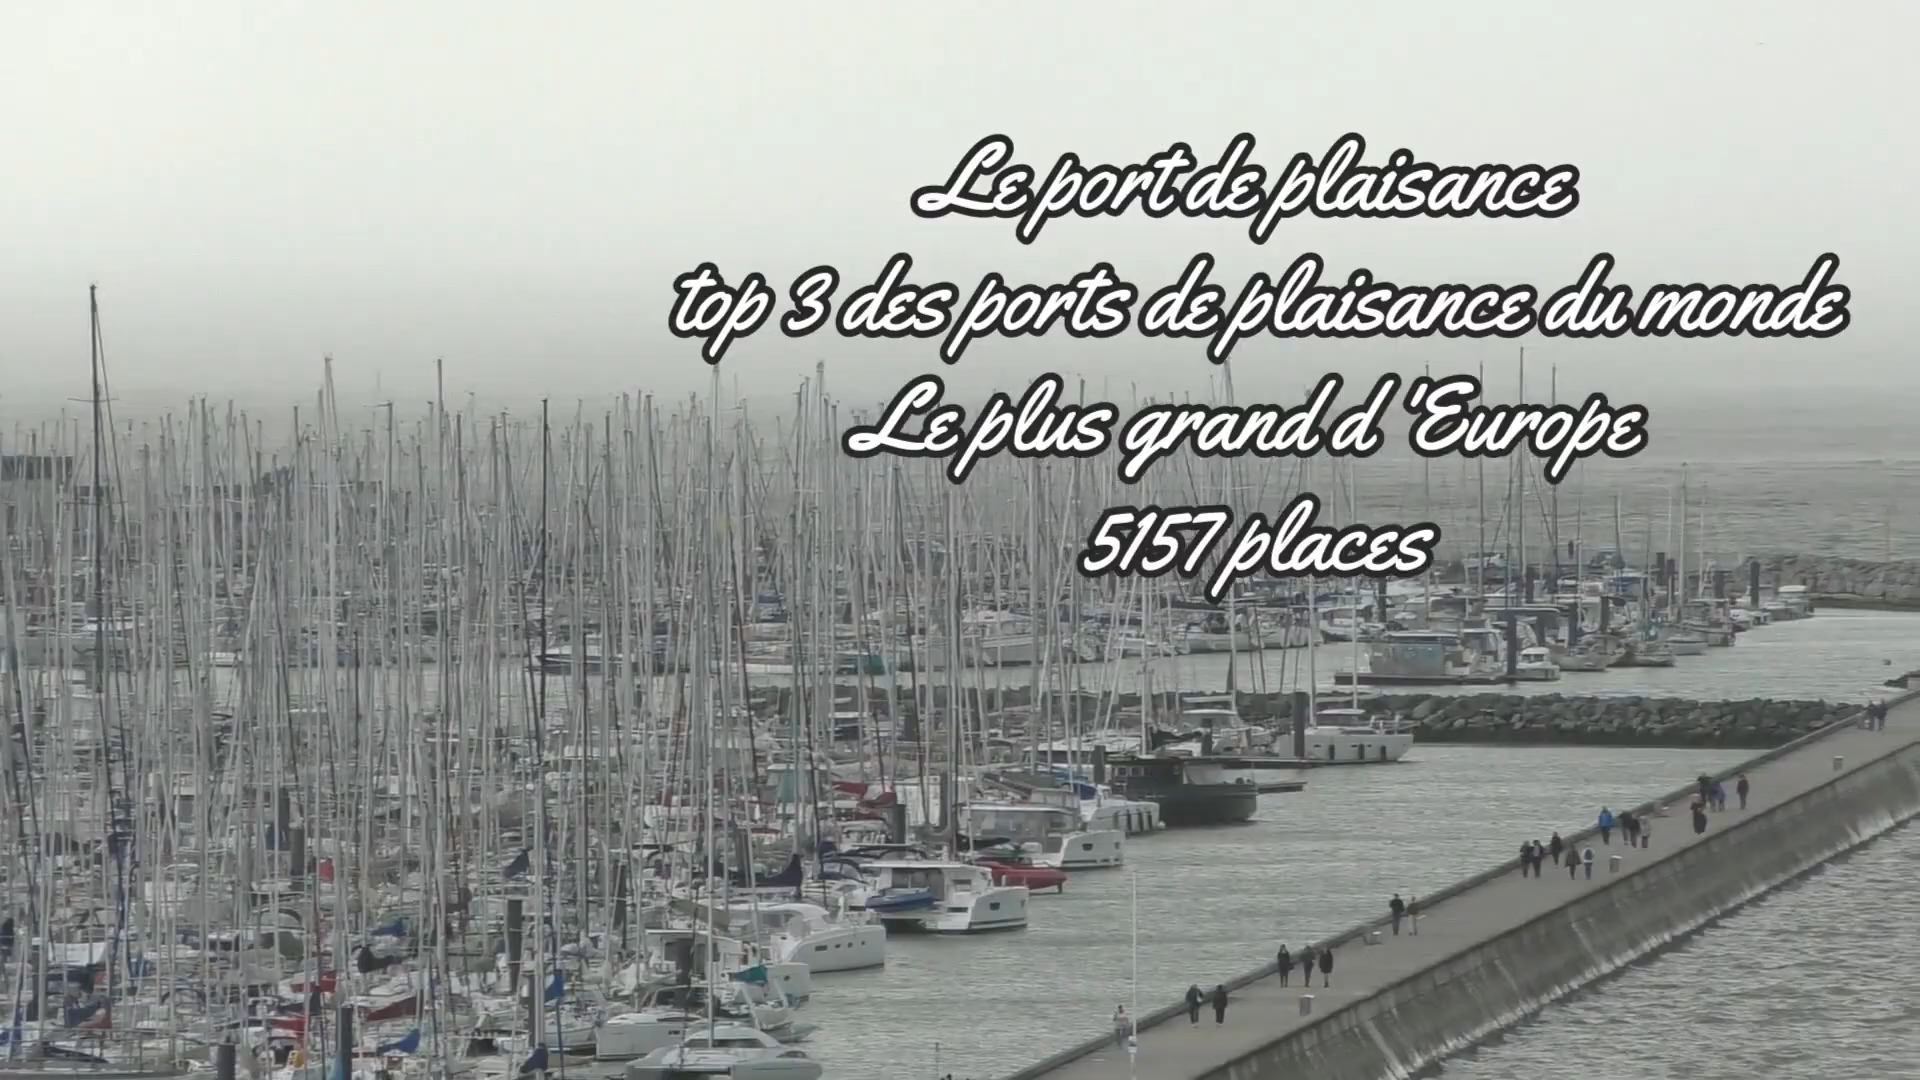 Le port de plaisance
top 3 des ports de plaisance du monde
Le plus grand d 'Europe
5157 places